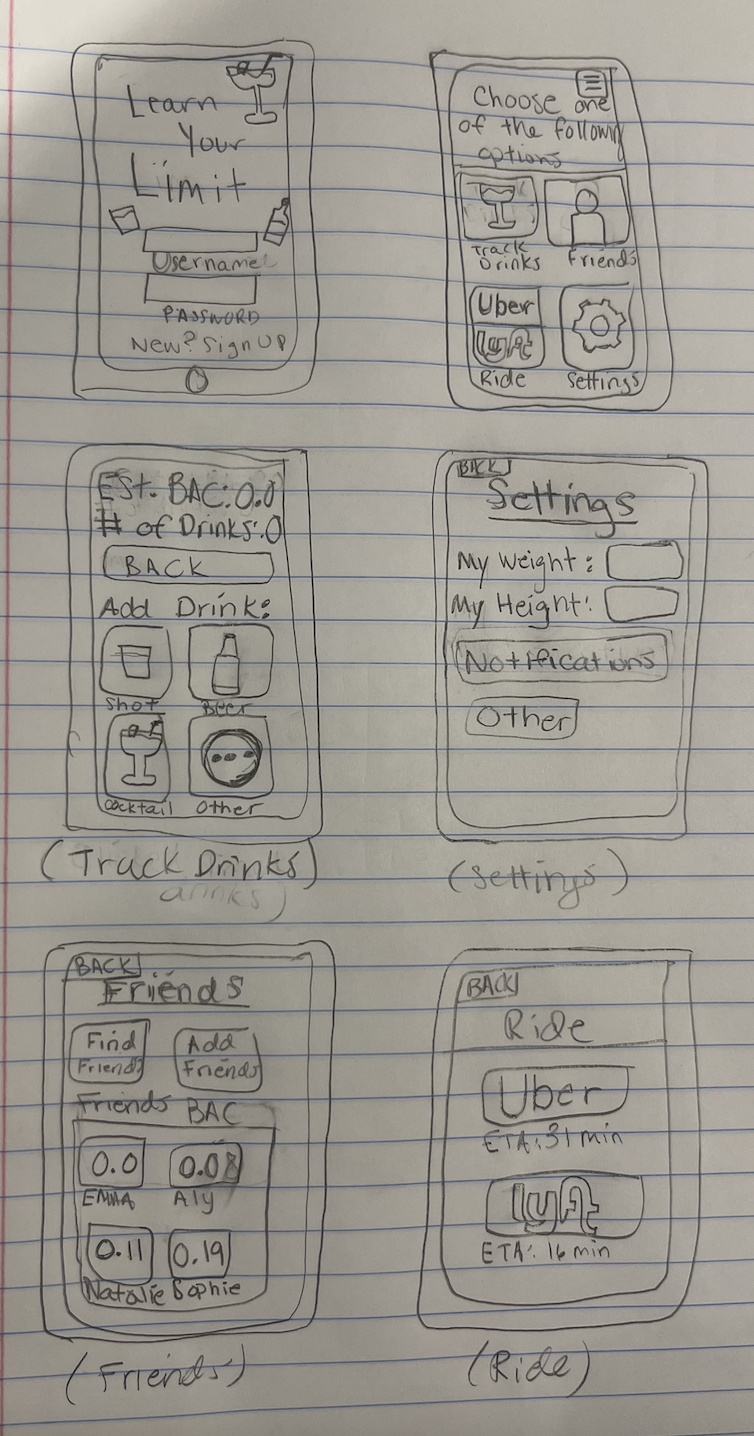 Learn
Your
Limit
Username
PASSWORD
New? Sign UP
Choose one
of the following
options
Track
Drinks
Friends
Uber
Lyft
Ride
Settings
Est. BAC: 0.0
# of Drinks: 0
BACK
Add Drink:
Shot
Beer
Cocktail
Other
(Track Drinks)
drinks)
BACK
Settings
My Weight:
My Height:
Notifications
Other
(Settings)
BACK
Friends
Find
Friends
Add
Friends
Friends BAC
0.0
0.08
EMMA
Aly
0.11
0.19
Natalie
Sophie
(Friends)
BACK
Ride
Uber
ETA: 31 min
Lyft
ETA: 16 min
(Ride)